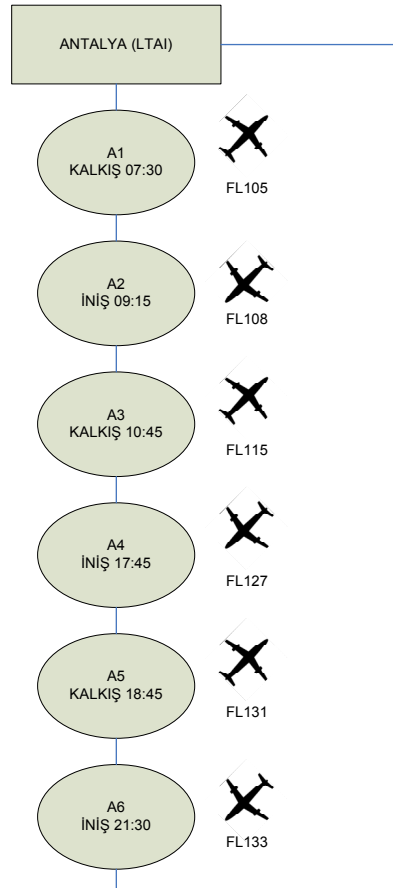 ANTALYA (LTAI)
A1
KALKIŞ 07:30
FL105
A2
İNİŞ 09:15
FL108
A3
KALKIŞ 10:45
FL115
A4
İNİŞ 17:45
FL127
A5
KALKIŞ 18:45
FL131
A6
İNİŞ 21:30
FL133